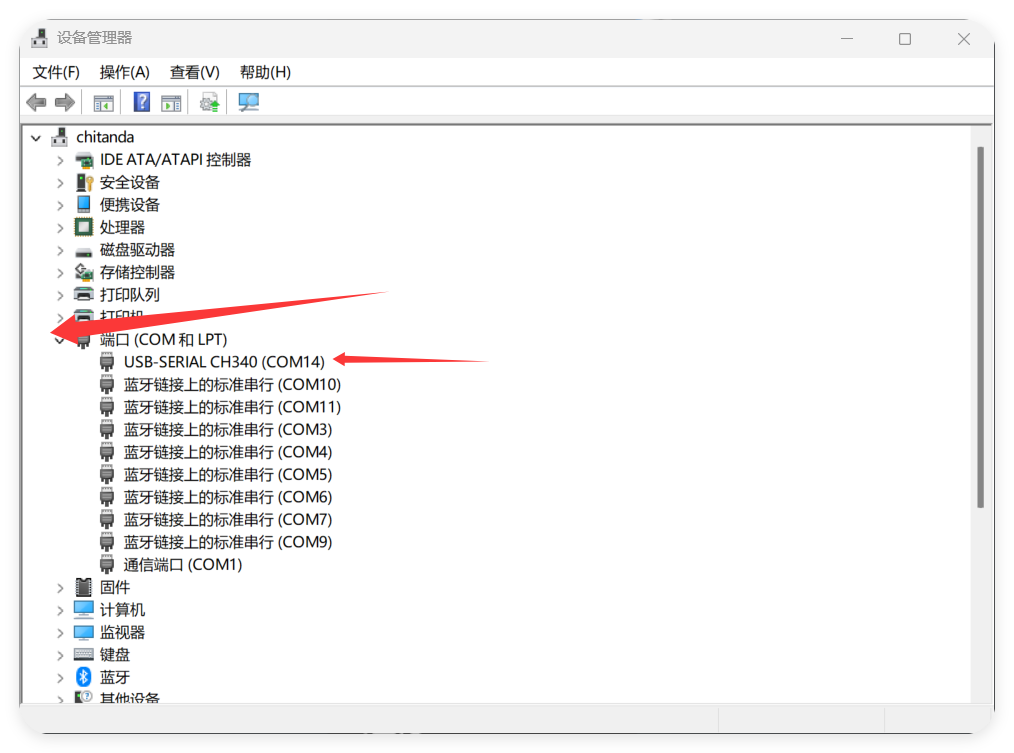 设备管理器
文件(F) 操作(A) 查看(V) 帮助(H)
chitanda
IDE ATA/ATAPI 控制器
安全设备
便携设备
处理器
磁盘驱动器
存储控制器
打印队列
打印机
端口 (COM 和 LPT)
USB-SERIAL CH340 (COM14)
蓝牙链接上的标准串行 (COM10)
蓝牙链接上的标准串行 (COM11)
蓝牙链接上的标准串行 (COM3)
蓝牙链接上的标准串行 (COM4)
蓝牙链接上的标准串行 (COM5)
蓝牙链接上的标准串行 (COM6)
蓝牙链接上的标准串行 (COM7)
蓝牙链接上的标准串行 (COM9)
通信端口 (COM1)
固件
计算机
监视器
键盘
蓝牙
其他设备